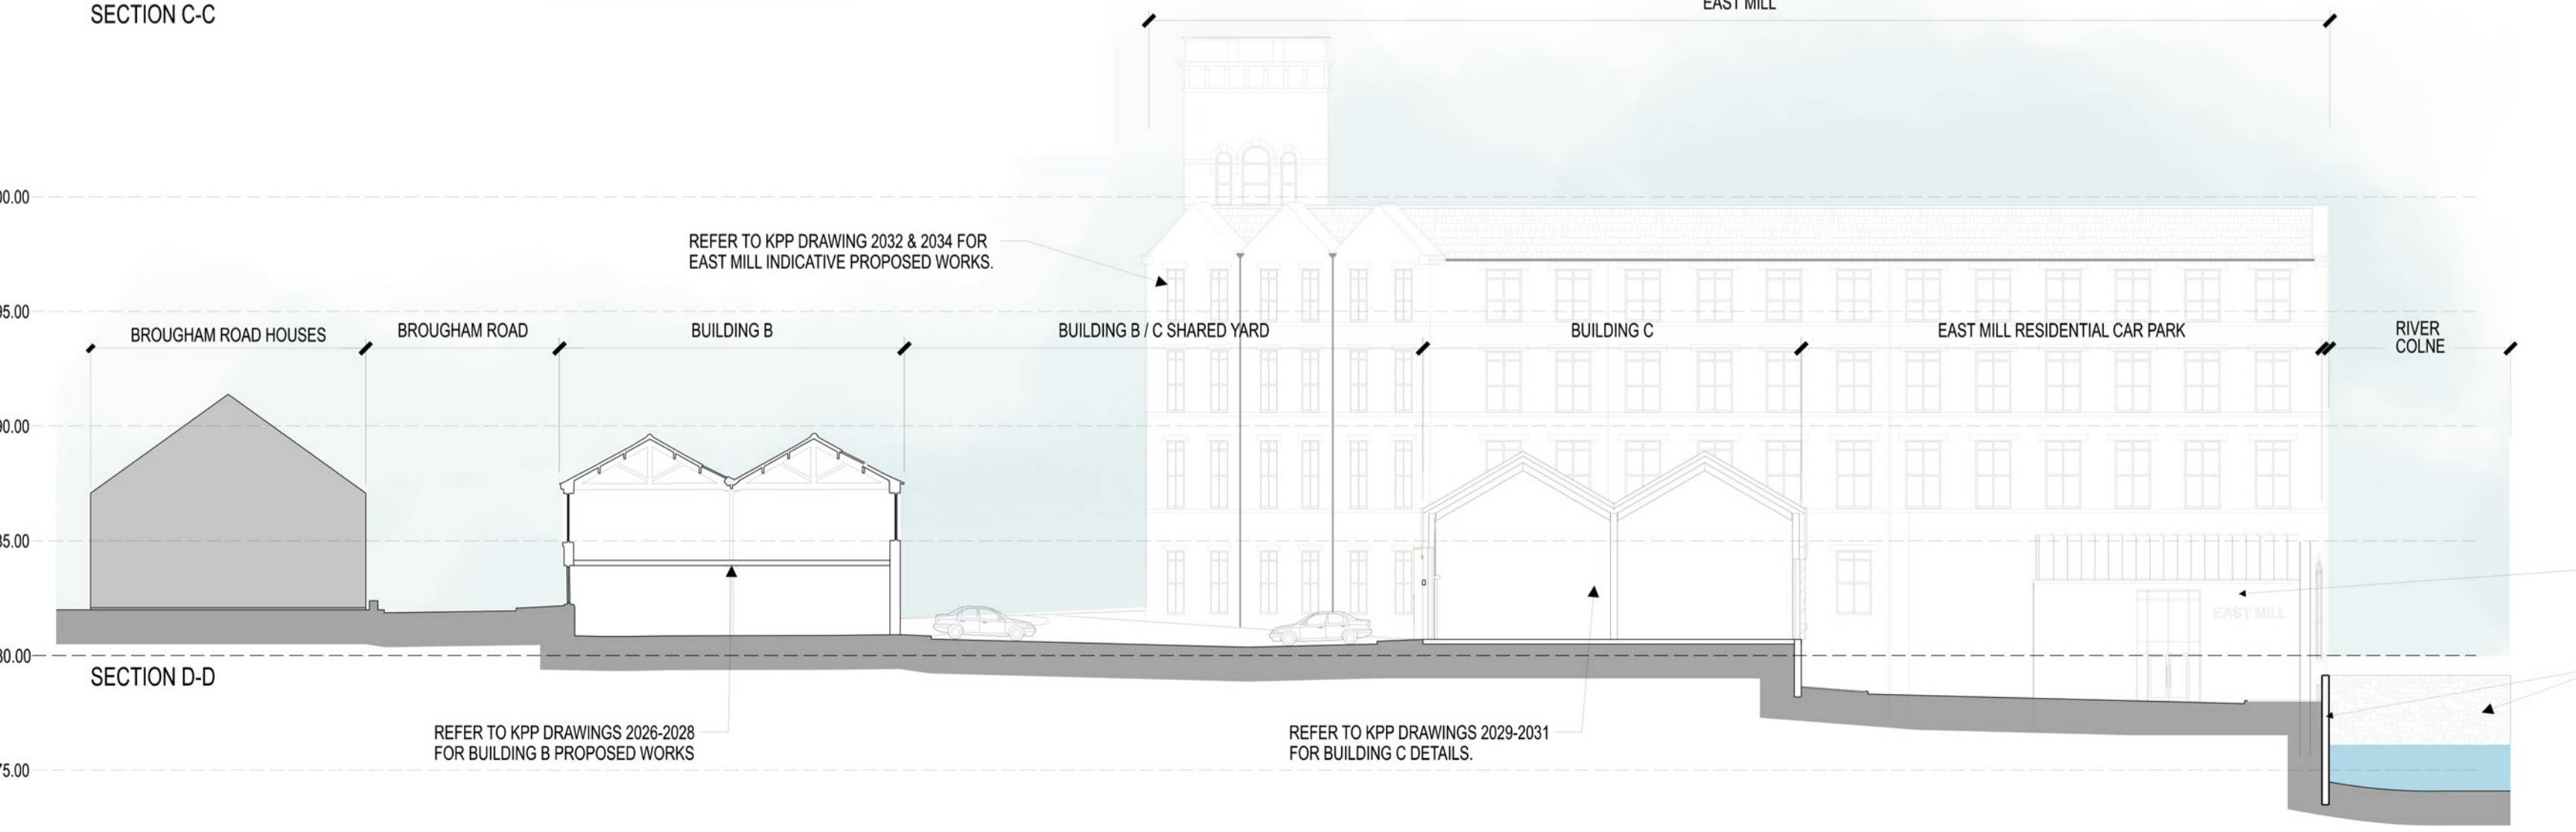 SECTION C-C
EAST MILL
00.00
REFER TO KPP DRAWING 2032 & 2034 FOR
EAST MILL INDICATIVE PROPOSED WORKS.
95.00
BROUGHAM ROAD HOUSES
BROUGHAM ROAD
BUILDING B
BUILDING B / C SHARED YARD
BUILDING C
EAST MILL RESIDENTIAL CAR PARK
RIVER
COLNE
90.00
85.00
EAST MILL
80.00
SECTION D-D
REFER TO KPP DRAWINGS 2026-2028
FOR BUILDING B PROPOSED WORKS
REFER TO KPP DRAWINGS 2029-2031
FOR BUILDING C DETAILS.
75.00